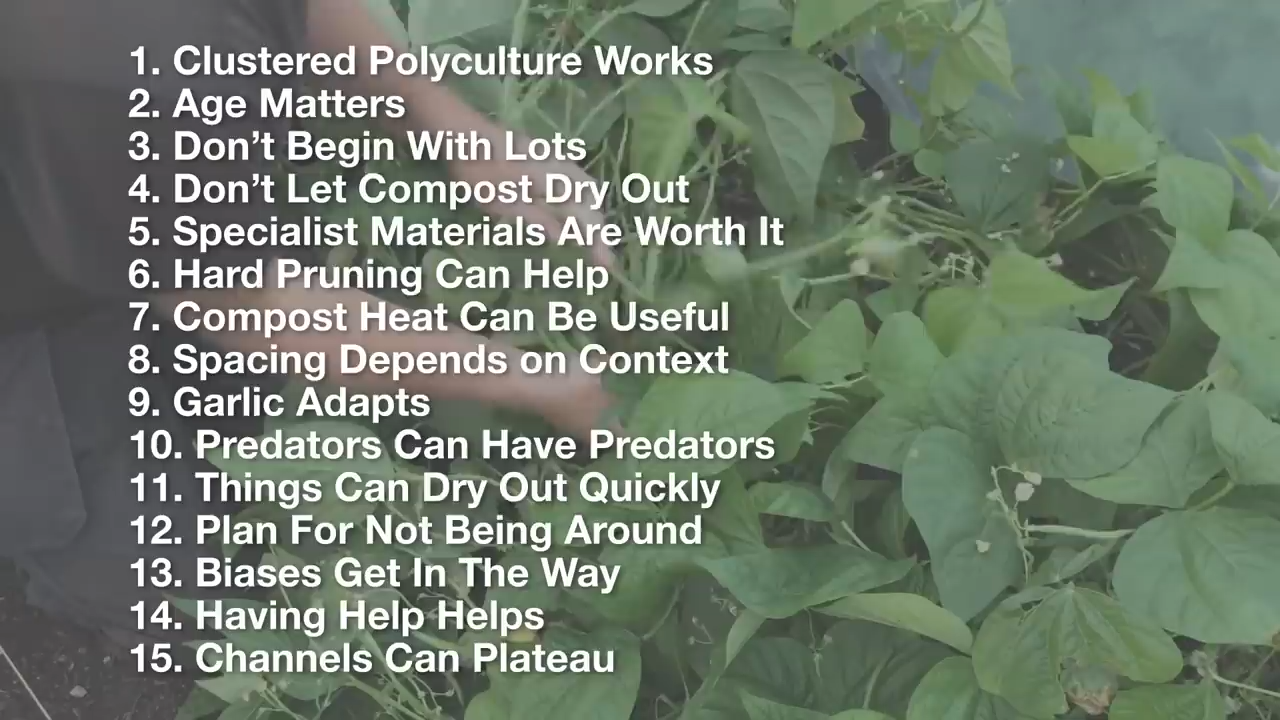 1. Clustered Polyculture Works
2. Age Matters
3. Don’t Begin With Lots
4. Don’t Let Compost Dry Out
5. Specialist Materials Are Worth It
6. Hard Pruning Can Help
7. Compost Heat Can Be Useful
8. Spacing Depends on Context
9. Garlic Adapts
10. Predators Can Have Predators
11. Things Can Dry Out Quickly
12. Plan For Not Being Around
13. Biases Get In The Way
14. Having Help Helps
15. Channels Can Plateau